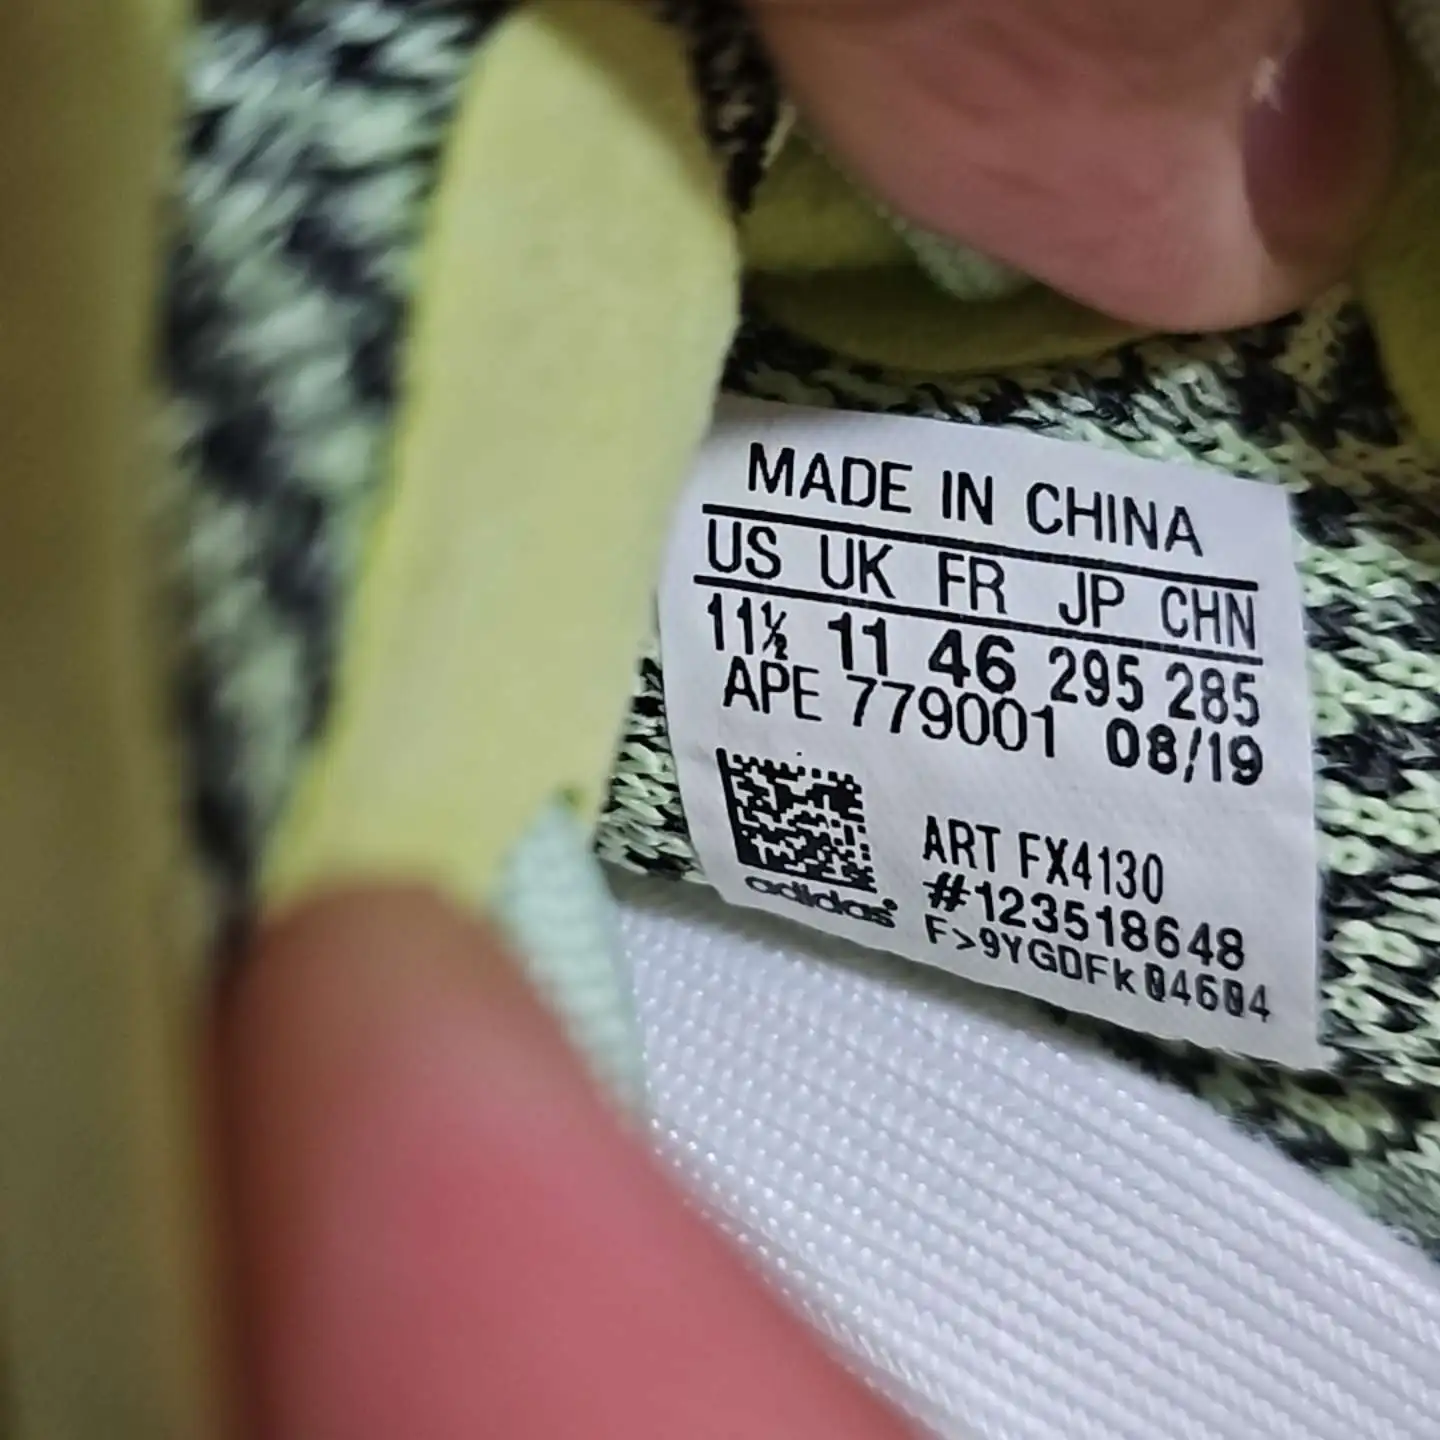 MADE IN CHINA
US UK FR JP CHN
11½ 11 46 295 285
APE 779001 08/19
ART FX4130
#123518648
adidas
F>9YGDFk04604